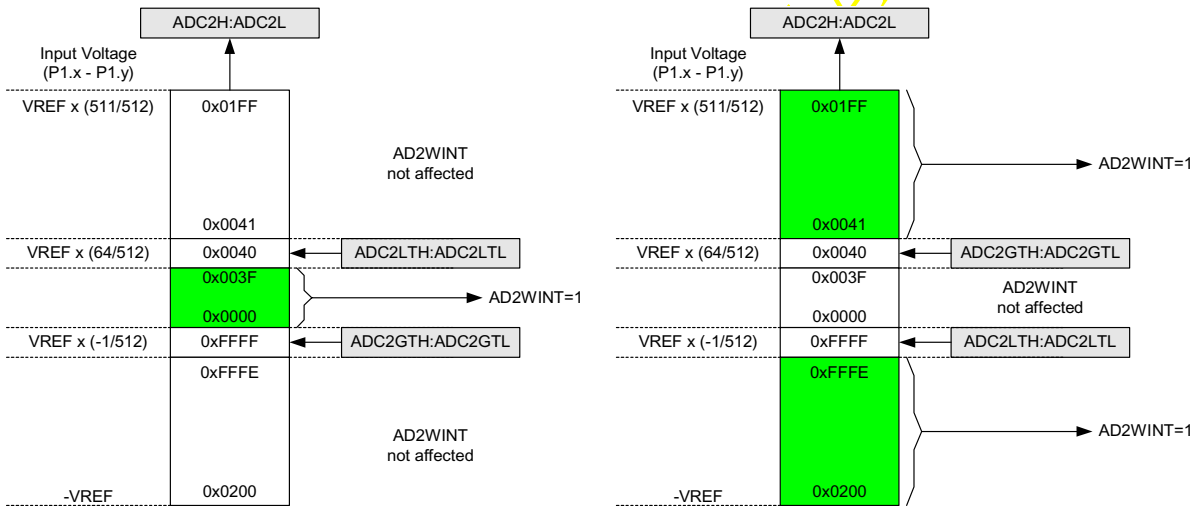 ADC2H:ADC2L
Input Voltage
(P1.x - P1.y)
VREF x (511/512)
0x01FF
AD2WINT
not affected
0x0041
VREF x (64/512)
0x0040
ADC2LTH:ADC2LTL
0x003F
AD2WINT=1
0x0000
VREF x (-1/512)
0xFFFF
ADC2GTH:ADC2GTL
0xFFFE
AD2WINT
not affected
-VREF
0x0200
ADC2H:ADC2L
Input Voltage
(P1.x - P1.y)
VREF x (511/512)
0x01FF
AD2WINT=1
0x0041
VREF x (64/512)
0x0040
ADC2GTH:ADC2GTL
0x003F
AD2WINT
not affected
0x0000
VREF x (-1/512)
0xFFFF
ADC2LTH:ADC2LTL
0xFFFE
AD2WINT=1
-VREF
0x0200